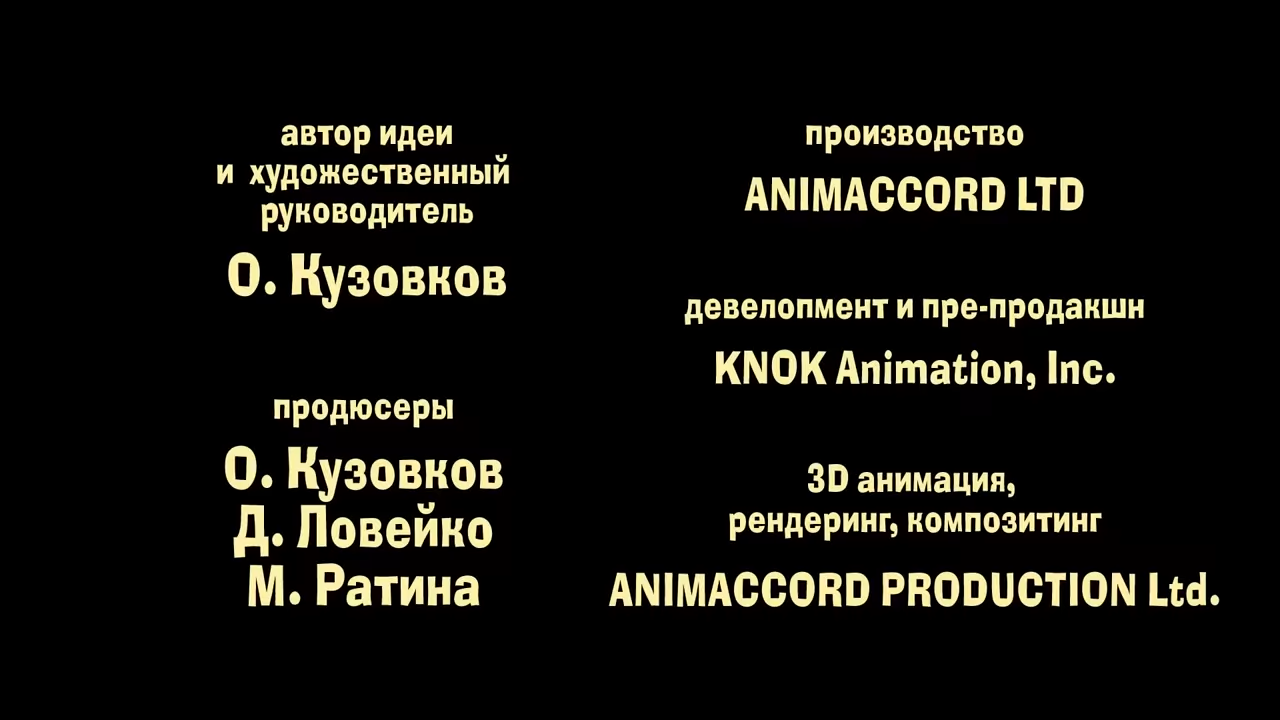 автор идеи
и художественный
руководитель
О. Кузовков
продюсеры
О. Кузовков
Д. Ловейко
М. Ратина
производство
ANIMACCORD LTD
девелопмент и пре-продакшн
KNOK Animation, Inc.
3D анимация,
рендеринг, композитинг
ANIMACCORD PRODUCTION Ltd.